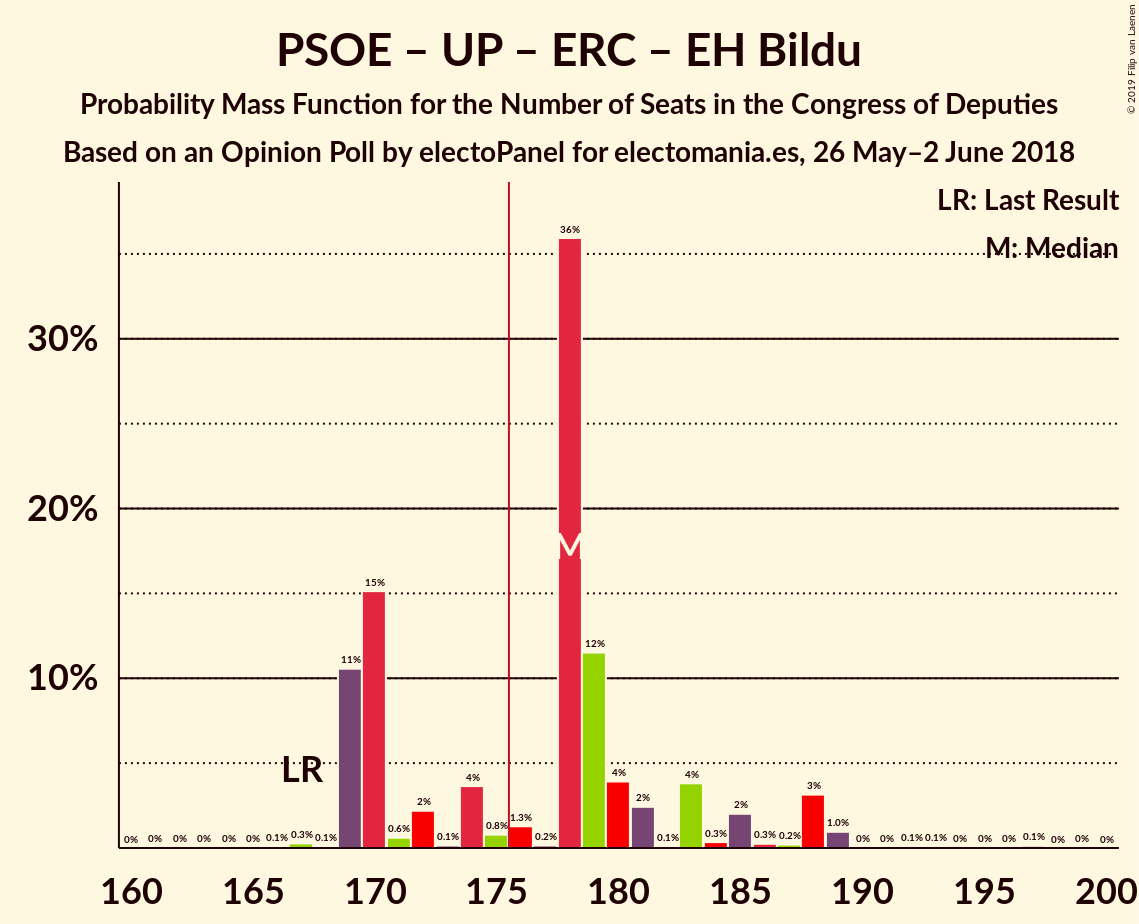 PSOE – UP – ERC – EH Bildu
Probability Mass Function for the Number of Seats in the Congress of Deputies
Based on an Opinion Poll by electoPanel for electomania.es, 26 May–2 June 2018
© 2019 Filip van Laenen
LR: Last Result
M: Median
30%
20%
10%
LR
M
0% 0% 0% 0% 0% 0% 0.1% 0.3% 0.1% 11% 15% 0.6% 2% 0.1% 4% 0.8% 1.3% 0.2% 36% 12% 4% 2% 0.1% 4% 0.3% 2% 0.3% 0.2% 3% 1.0% 0% 0% 0.1% 0.1% 0% 0% 0% 0.1% 0% 0% 0%
160 165 170 175 180 185 190 195 200